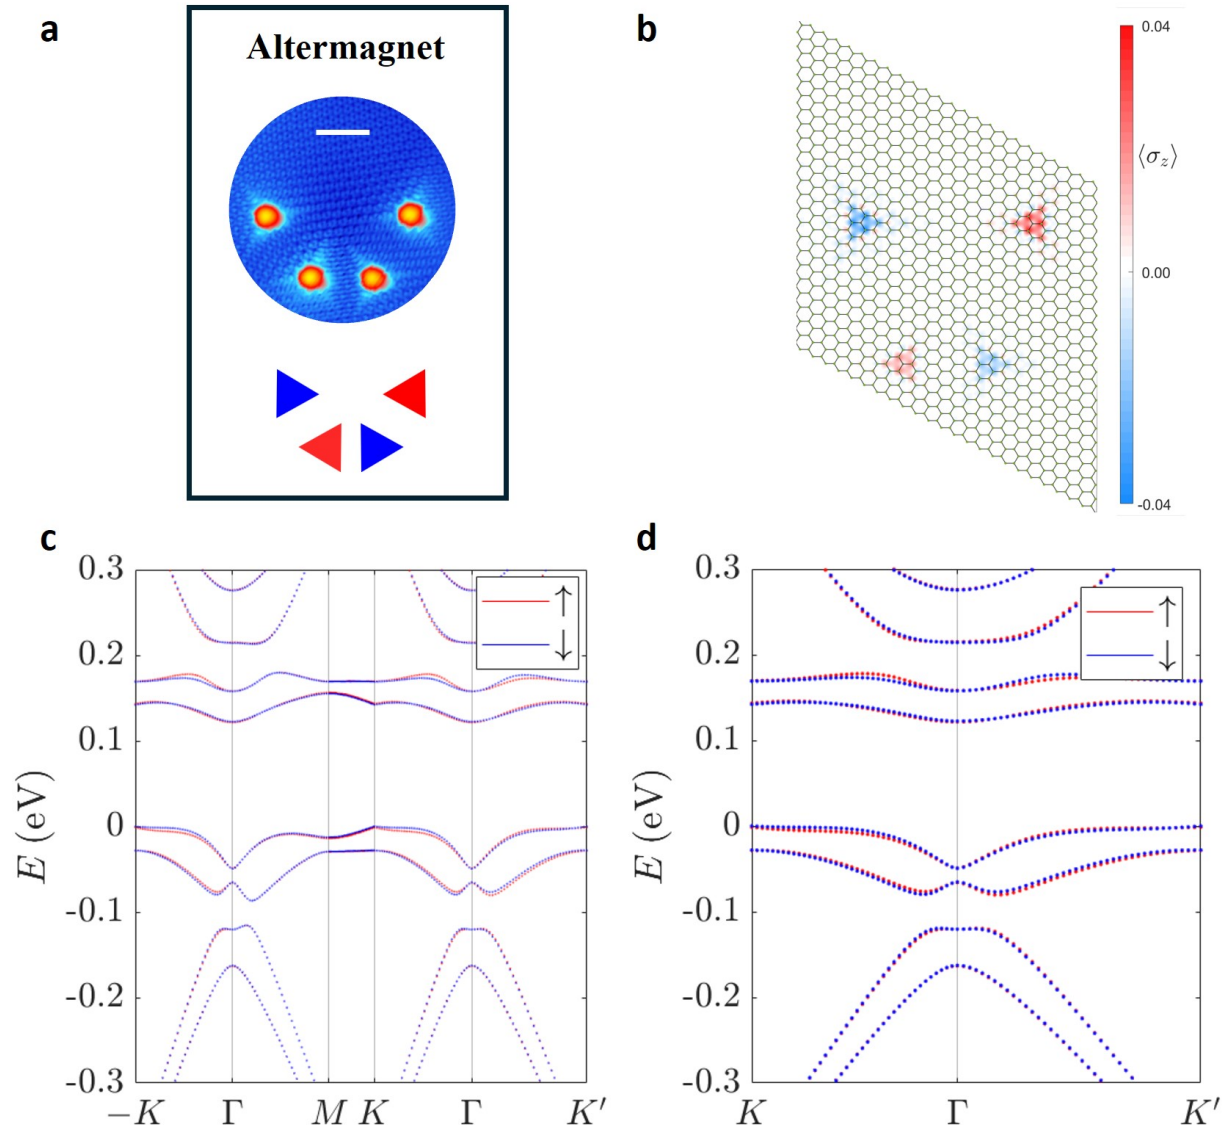 a
Altermagnet
b
0.04
⟨σ_z⟩
0.00
-0.04
c
0.3
0.2
0.1
0
-0.1
-0.2
-0.3
E (eV)
↑
↓
−K Γ M K Γ K′
d
0.3
0.2
0.1
0
-0.1
-0.2
-0.3
E (eV)
↑
↓
K Γ K′